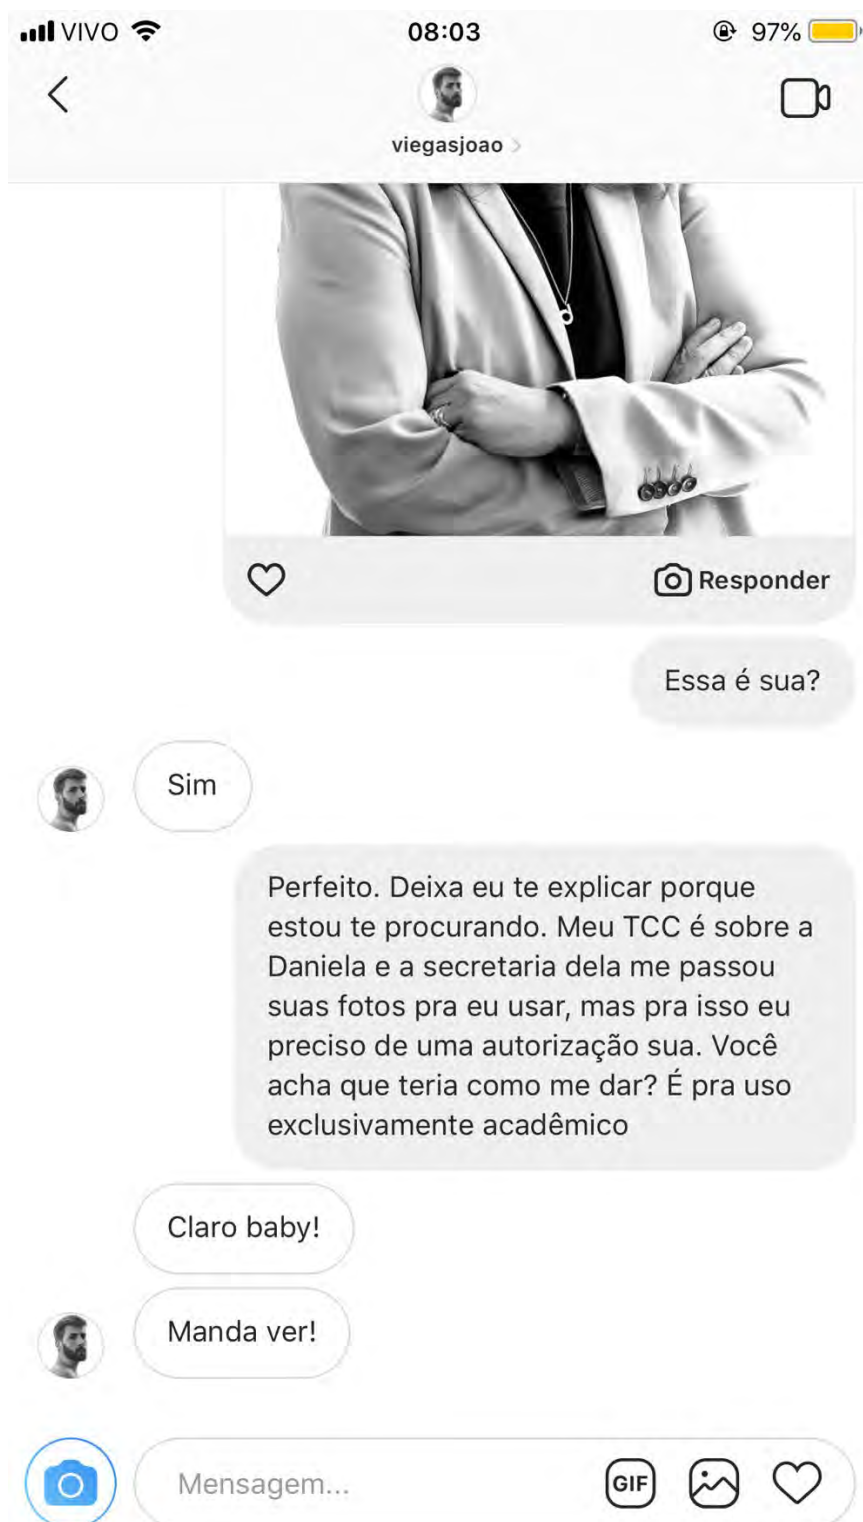 VIVO 08:03 97%
viegasjoao
Responder
Essa é sua?
Sim
Perfeito. Deixa eu te explicar porque
estou te procurando. Meu TCC é sobre a
Daniela e a secretaria dela me passou
suas fotos pra eu usar, mas pra isso eu
preciso de uma autorização sua. Você
acha que teria como me dar? É pra uso
exclusivamente acadêmico
Claro baby!
Manda ver!
Mensagem... GIF